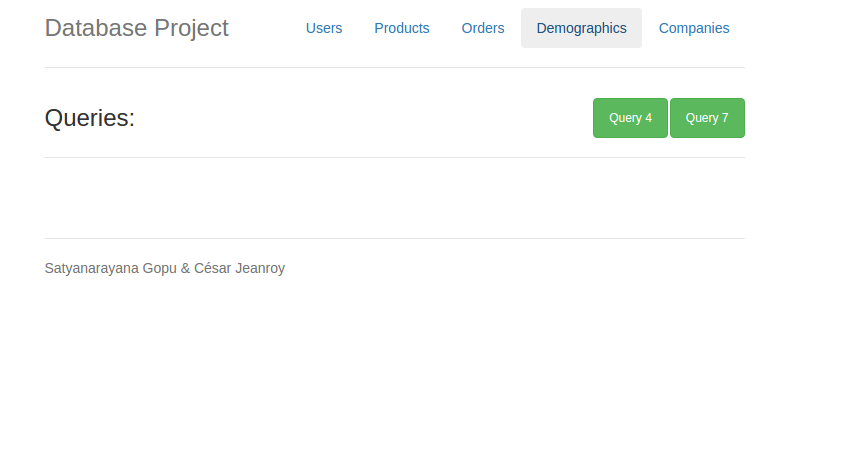 Database Project Users Products Orders Demographics Companies
Queries: Query 4 Query 7
Satyanarayana Gopu & César Jeanroy